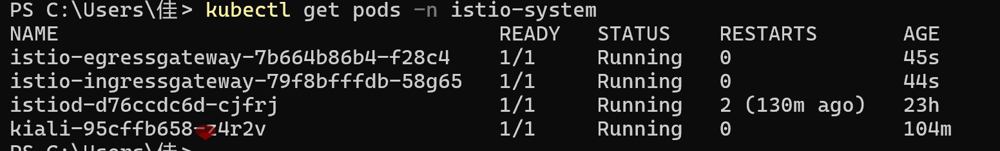 PS C:\Users\佳> kubectl get pods -n istio-system
NAME READY STATUS RESTARTS AGE
istio-egressgateway-7b664b86b4-f28c4 1/1 Running 0 45s
istio-ingressgateway-79f8bfffdb-58g65 1/1 Running 0 44s
istiod-d76ccdc6d-cjfrj 1/1 Running 2 (130m ago) 23h
kiali-95cffb658-z4r2v 1/1 Running 0 104m
PS C:\Users\佳>